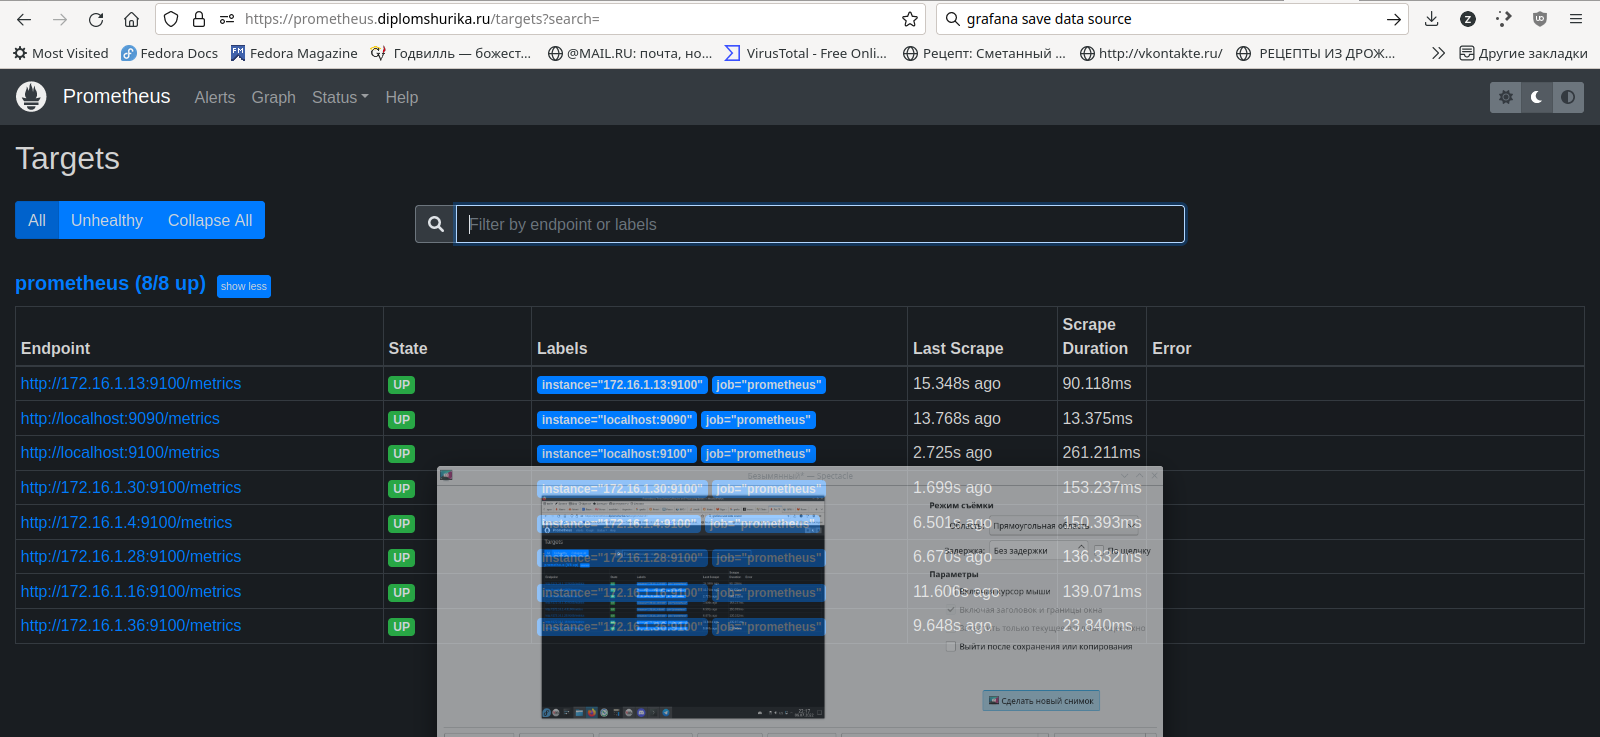 https://prometheus.diplomshurika.ru/targets?search=
grafana save data source
Most Visited
Fedora Docs
Fedora Magazine
Годвилль — божест...
@MAIL.RU: почта, но...
VirusTotal - Free Onli...
Рецепт: Сметанный ...
http://vkontakte.ru/
РЕЦЕПТЫ ИЗ ДРОЖ...
Другие закладки
Prometheus Alerts Graph Status Help
Targets
All Unhealthy Collapse All
Filter by endpoint or labels
prometheus (8/8 up) show less
Endpoint State Labels Last Scrape Scrape Duration Error
http://172.16.1.13:9100/metrics UP instance="172.16.1.13:9100" job="prometheus" 15.348s ago 90.118ms
http://localhost:9090/metrics UP instance="localhost:9090" job="prometheus" 13.768s ago 13.375ms
http://localhost:9100/metrics UP instance="localhost:9100" job="prometheus" 2.725s ago 261.211ms
http://172.16.1.30:9100/metrics UP instance="172.16.1.30:9100" job="prometheus" 1.699s ago 153.237ms
http://172.16.1.4:9100/metrics UP instance="172.16.1.4:9100" job="prometheus" 6.501s ago 150.393ms
http://172.16.1.28:9100/metrics UP instance="172.16.1.28:9100" job="prometheus" 6.670s ago 136.332ms
http://172.16.1.16:9100/metrics UP instance="172.16.1.16:9100" job="prometheus" 11.606s ago 139.071ms
http://172.16.1.36:9100/metrics UP instance="172.16.1.36:9100" job="prometheus" 9.648s ago 23.840ms
— Spectacle
Режим съёмки
Прямоугольная область
Задержка: Без задержки По щелчку
Параметры
курсор мыши
Включая заголовок и границы окна
только текущее окно
Выйти после сохранения или копирования
Сделать новый снимок